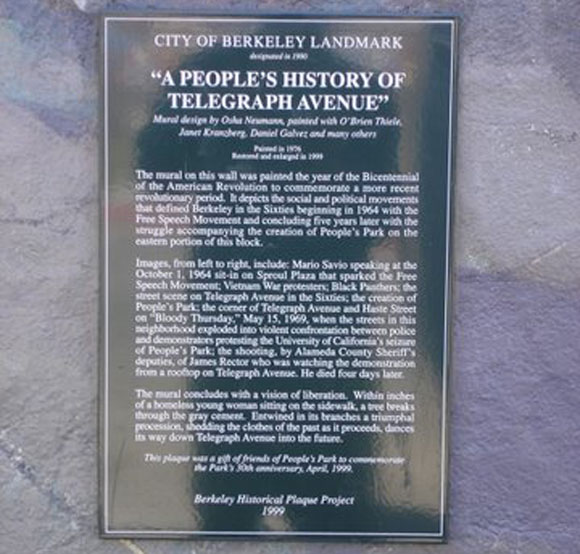 CITY OF BERKELEY LANDMARK
designated in 1990
“A PEOPLE’S HISTORY OF
TELEGRAPH AVENUE”
Mural design by Osha Neumann, painted with O’Brien Thiele,
Janet Kranzberg, Daniel Galvez and many others
Painted in 1976
Restored and enlarged in 1999
The mural on this wall was painted the year of the Bicentennial
of the American Revolution to commemorate a more recent
revolutionary period. It depicts the social and political movements
that defined Berkeley in the Sixties beginning in 1964 with the
Free Speech Movement and concluding five years later with the
struggle accompanying the creation of People’s Park on the
eastern portion of this block.
Images, from left to right, include: Mario Savio speaking at the
October 1, 1964 sit-in on Sproul Plaza that sparked the Free
Speech Movement; Vietnam War protesters; Black Panthers; the
street scene on Telegraph Avenue in the Sixties; the creation of
People’s Park; the corner of Telegraph Avenue and Haste Street
on “Bloody Thursday,” May 15, 1969, when the streets in this
neighborhood exploded into violent confrontation between police
and demonstrators protesting the University of California’s seizure
of People’s Park; the shooting, by Alameda County Sheriff’s
deputies, of James Rector who was watching the demonstration
from a rooftop on Telegraph Avenue. He died four days later.
The mural concludes with a vision of liberation. Within inches
of a homeless young woman sitting on the sidewalk, a tree breaks
through the gray cement. Entwined in its branches a triumphal
procession, shedding the clothes of the past as it proceeds, dances
its way down Telegraph Avenue into the future.
This plaque was a gift of friends of People’s Park to commemorate
the Park’s 30th anniversary, April, 1999.
Berkeley Historical Plaque Project
1999